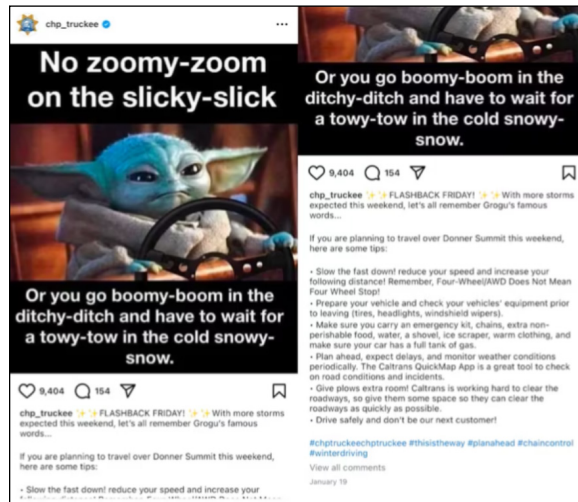 chp_truckee
No zoomy-zoom
on the slicky-slick
Or you go boomy-boom in the
ditchy-ditch and have to wait for
a towy-tow in the cold snowy-
snow.
9,404 154
chp_truckee ✨✨FLASHBACK FRIDAY! ✨✨With more storms
expected this weekend, let's all remember Grogu's famous
words...
If you are planning to travel over Donner Summit this weekend,
here are some tips:
• Slow the fast down! reduce your speed and increase your
Or you go boomy-boom in the
ditchy-ditch and have to wait for
a towy-tow in the cold snowy-
snow.
9,404 154
chp_truckee ✨✨FLASHBACK FRIDAY! ✨✨With more storms
expected this weekend, let's all remember Grogu's famous
words...
If you are planning to travel over Donner Summit this weekend,
here are some tips:
• Slow the fast down! reduce your speed and increase your
following distance! Remember, Four-Wheel/AWD Does Not Mean
Four Wheel Stop!
• Prepare your vehicle and check your vehicles' equipment prior
to leaving (tires, headlights, windshield wipers).
• Make sure you carry an emergency kit, chains, extra non-
perishable food, water, a shovel, ice scraper, warm clothing, and
make sure your car has a full tank of gas.
• Plan ahead, expect delays, and monitor weather conditions
periodically. The Caltrans QuickMap App is a great tool to check
on road conditions and incidents.
• Give plows extra room! Caltrans is working hard to clear the
roadways, so give them some space so they can clear the
roadways as quickly as possible.
• Drive safely and don't be our next customer!
#chptruckeechptruckee #thisistheway #planahead #chaincontrol
#winterdriving
View all comments
January 19